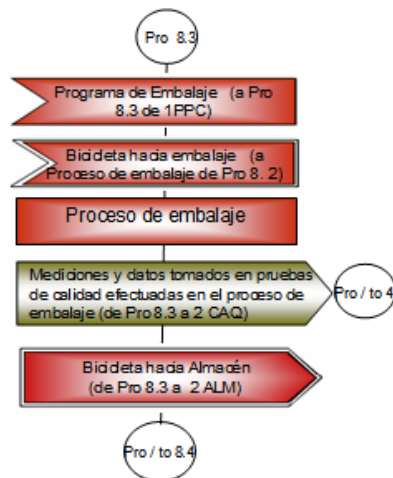 Pro 8.3
Programa de Embalaje (a Pro
8.3 de 1PPC)
Bicicleta hacia embalaje (a
Proceso de embalaje de Pro 8. 2)
Proceso de embalaje
Mediciones y datos tomados en pruebas
de calidad efectuadas en el proceso de
embalaje (de Pro 8.3 a 2 CAQ)
Pro / to 4
Bicicleta hacia Almacén
(de Pro 8.3 a 2 ALM)
Pro / to 8.4